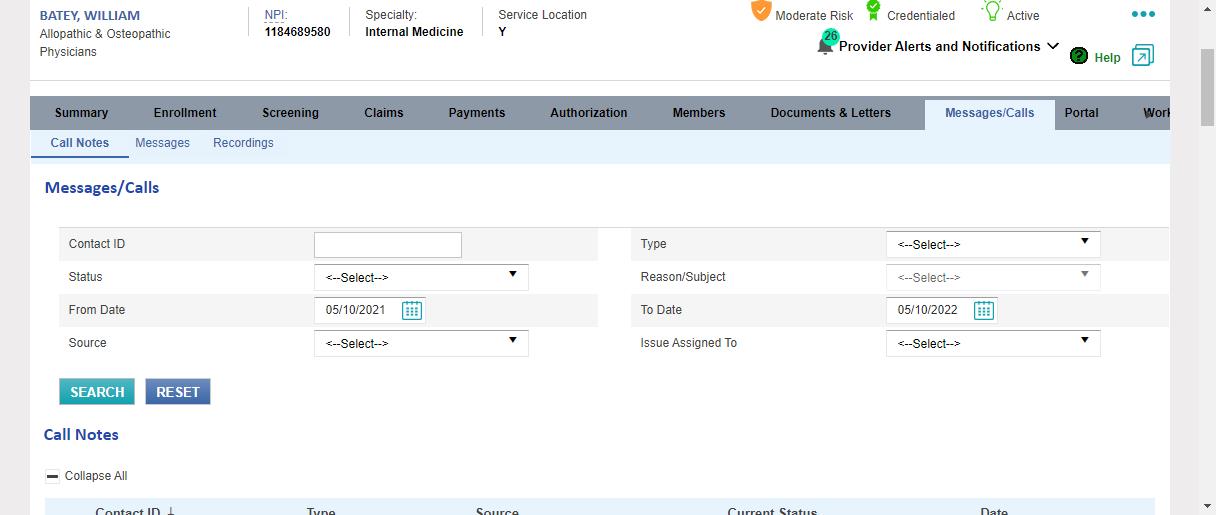 BATEY, WILLIAM
Allopathic & Osteopathic
Physicians
NPI:
1184689580
Specialty:
Internal Medicine
Service Location
Y
Moderate Risk
Credentialed
Active
26
Provider Alerts and Notifications
Help
Summary Enrollment Screening Claims Payments Authorization Members Documents & Letters Messages/Calls Portal Work
Call Notes Messages Recordings
Messages/Calls
Contact ID
Type <--Select-->
Status <--Select-->
Reason/Subject <--Select-->
From Date 05/10/2021
To Date 05/10/2022
Source <--Select-->
Issue Assigned To <--Select-->
SEARCH RESET
Call Notes
Collapse All
Contact ID Type Source Current Status Date